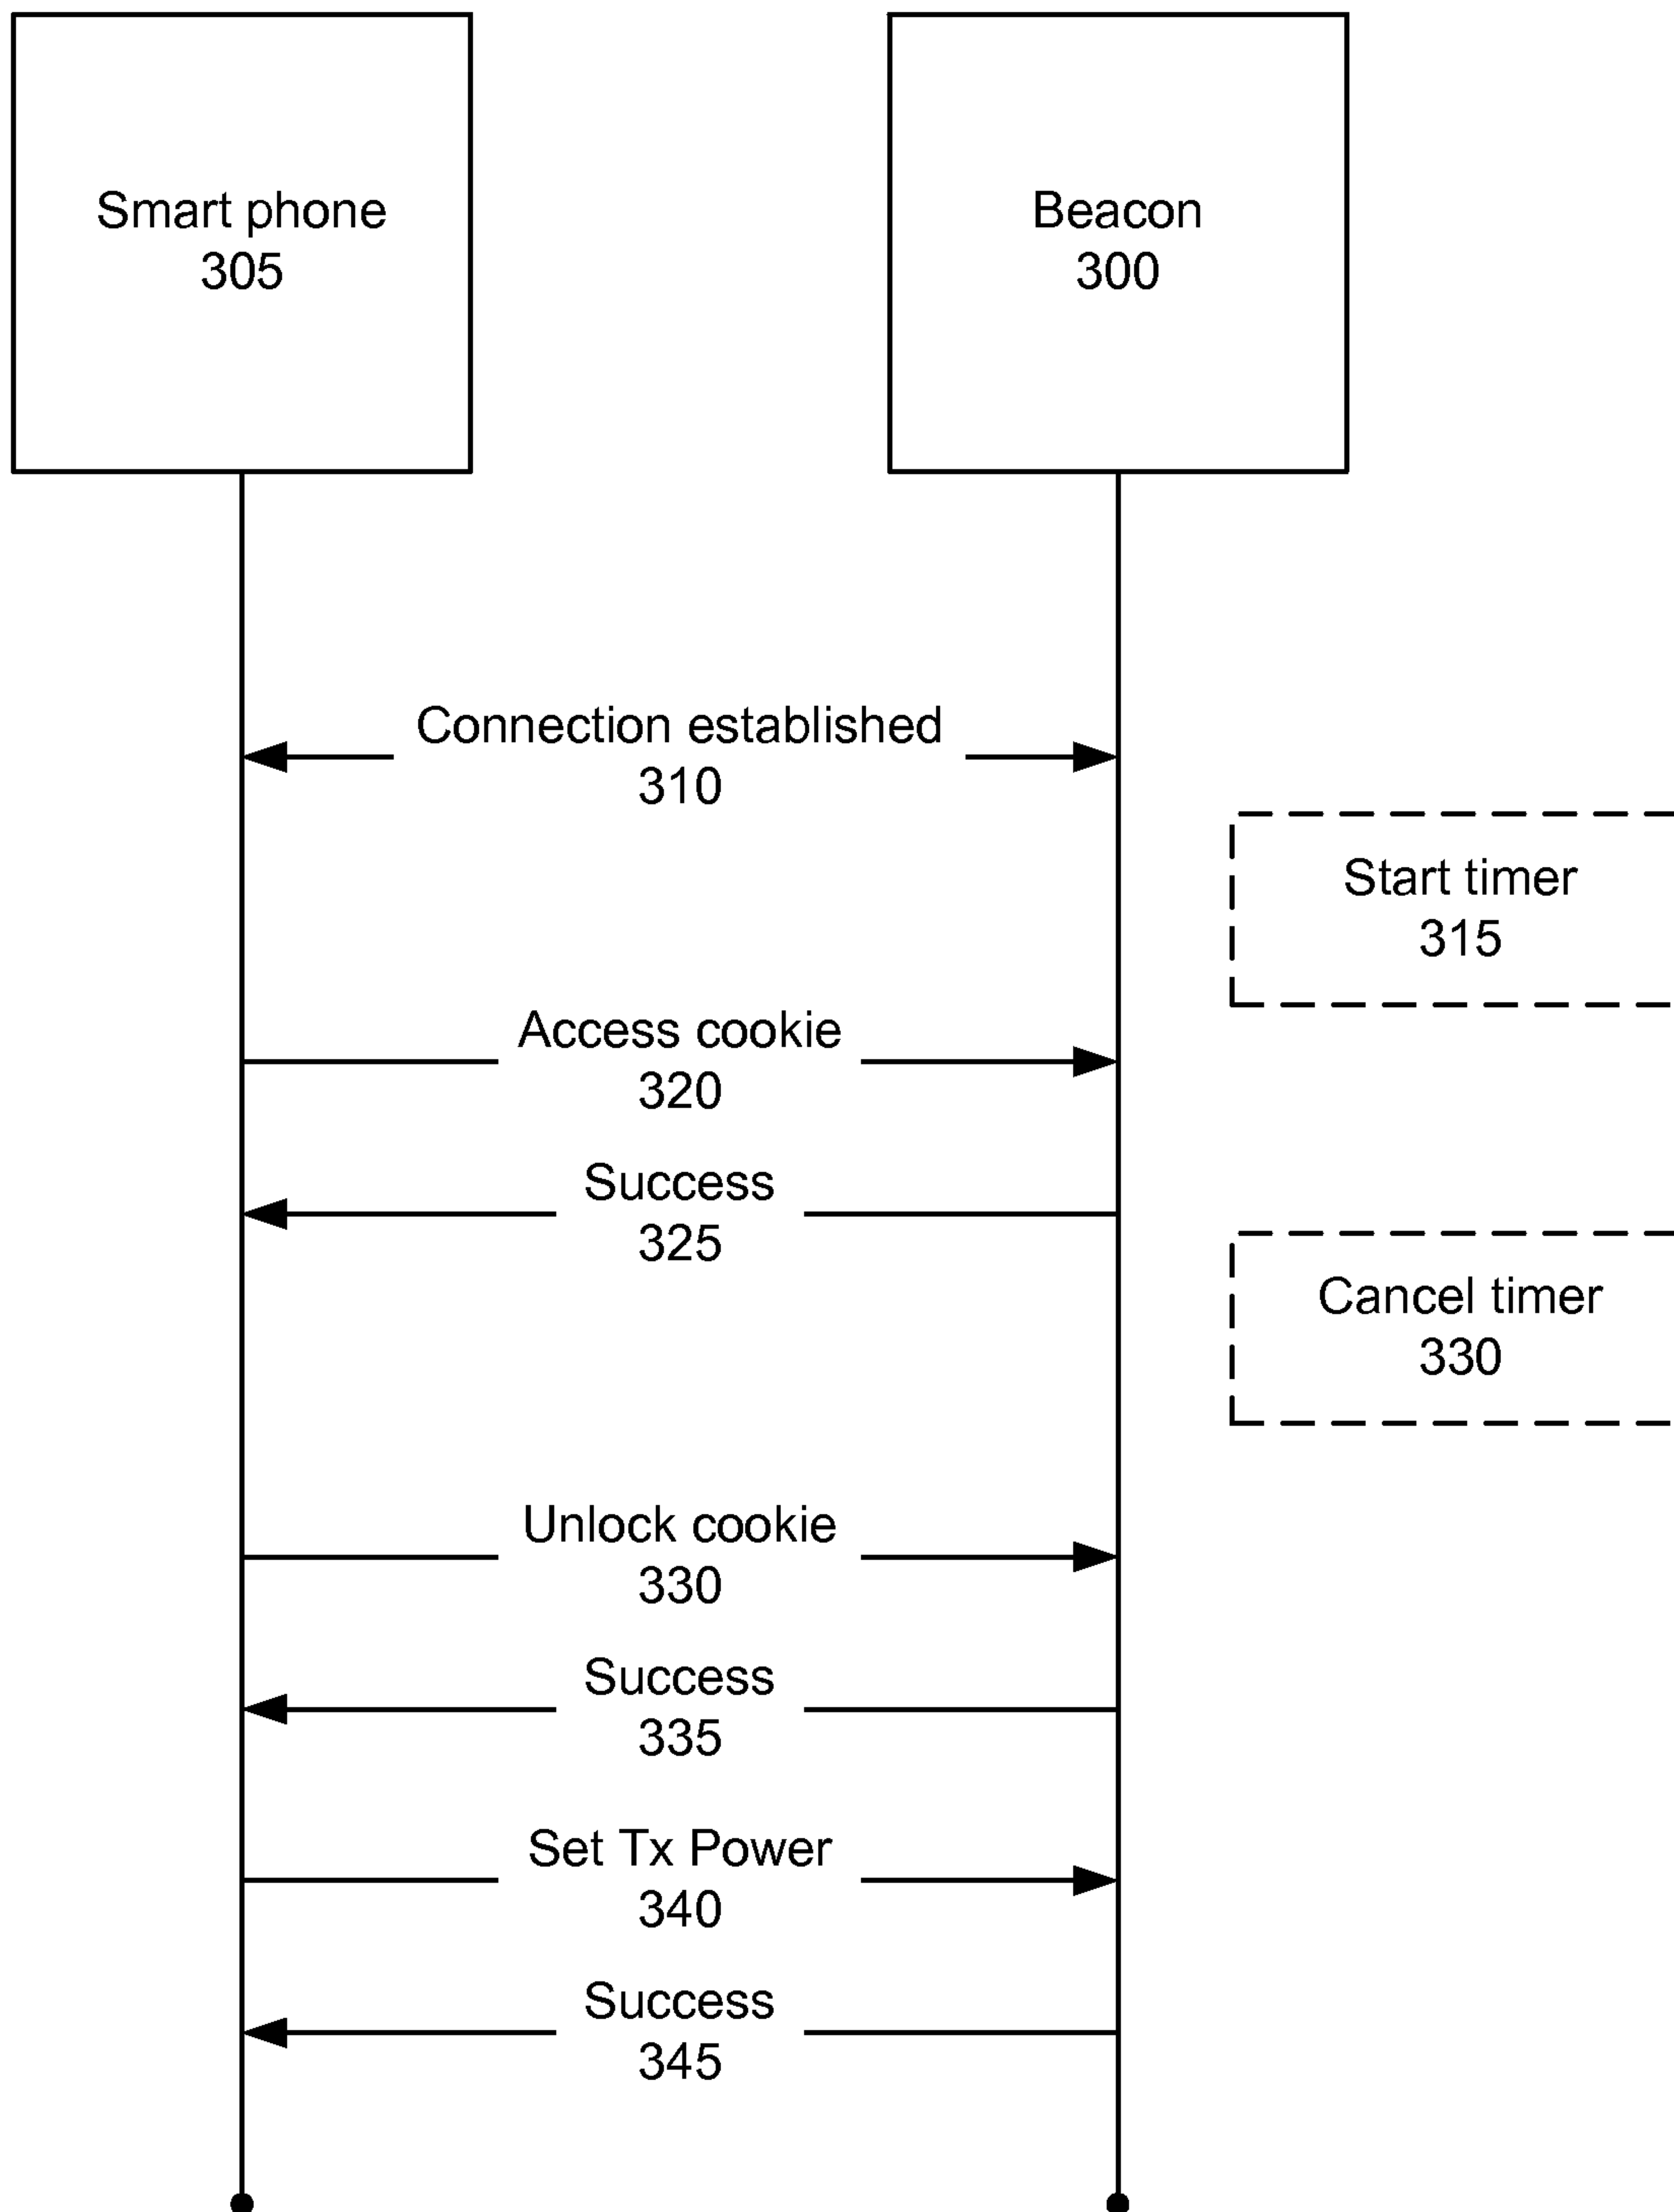 Smart phone
305
Beacon
300
Connection established
310
Start timer
315
Access cookie
320
Success
325
Cancel timer
330
Unlock cookie
330
Success
335
Set Tx Power
340
Success
345